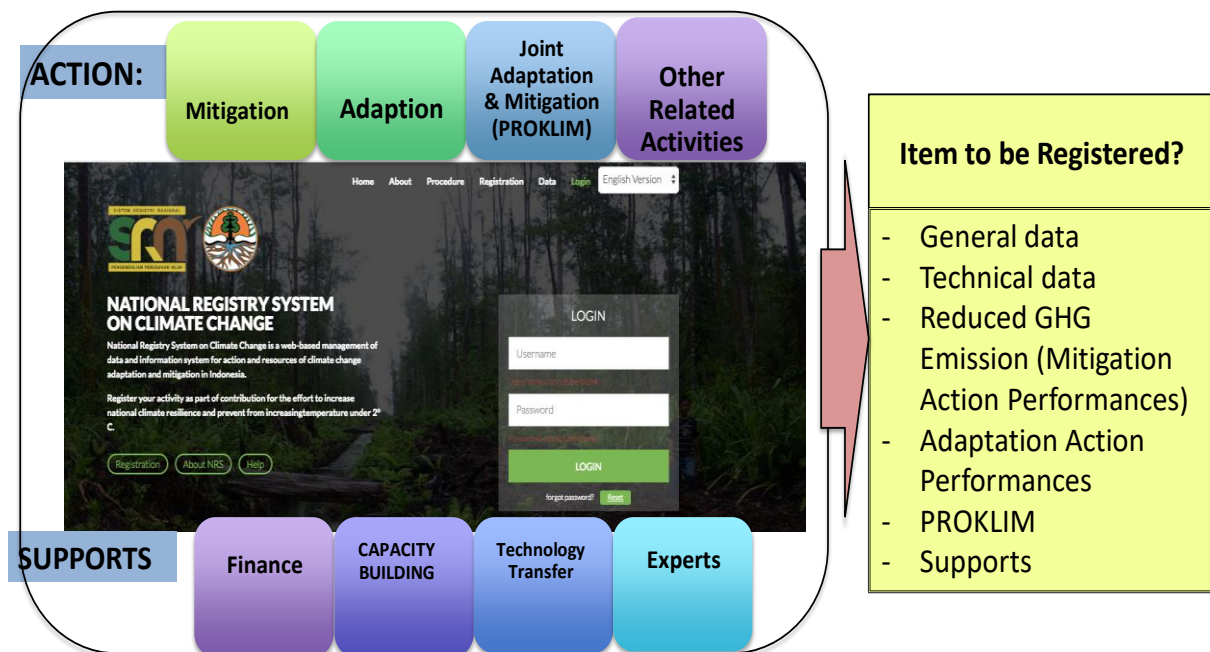 ACTION:
Mitigation
Adaption
Joint
Adaptation
& Mitigation
(PROKLIM)
Other
Related
Activities
Home About Procedure Registration Data Login English Version
SISTEM REGISTRI NASIONAL
SRN
PENGENDALIAN PERUBAHAN IKLIM
NATIONAL REGISTRY SYSTEM
ON CLIMATE CHANGE
National Registry System on Climate Change is a web-based management of
data and information system for action and resources of climate change
adaptation and mitigation in Indonesia.
Register your activity as part of contribution for the effort to increase
national climate resilience and prevent from increasingtemperature under 2°
C.
Registration About NRS Help
LOGIN
Username
Password
LOGIN
forgot password? Reset
SUPPORTS
Finance
CAPACITY
BUILDING
Technology
Transfer
Experts
Item to be Registered?
- General data
- Technical data
- Reduced GHG
Emission (Mitigation
Action Performances)
- Adaptation Action
Performances
- PROKLIM
- Supports